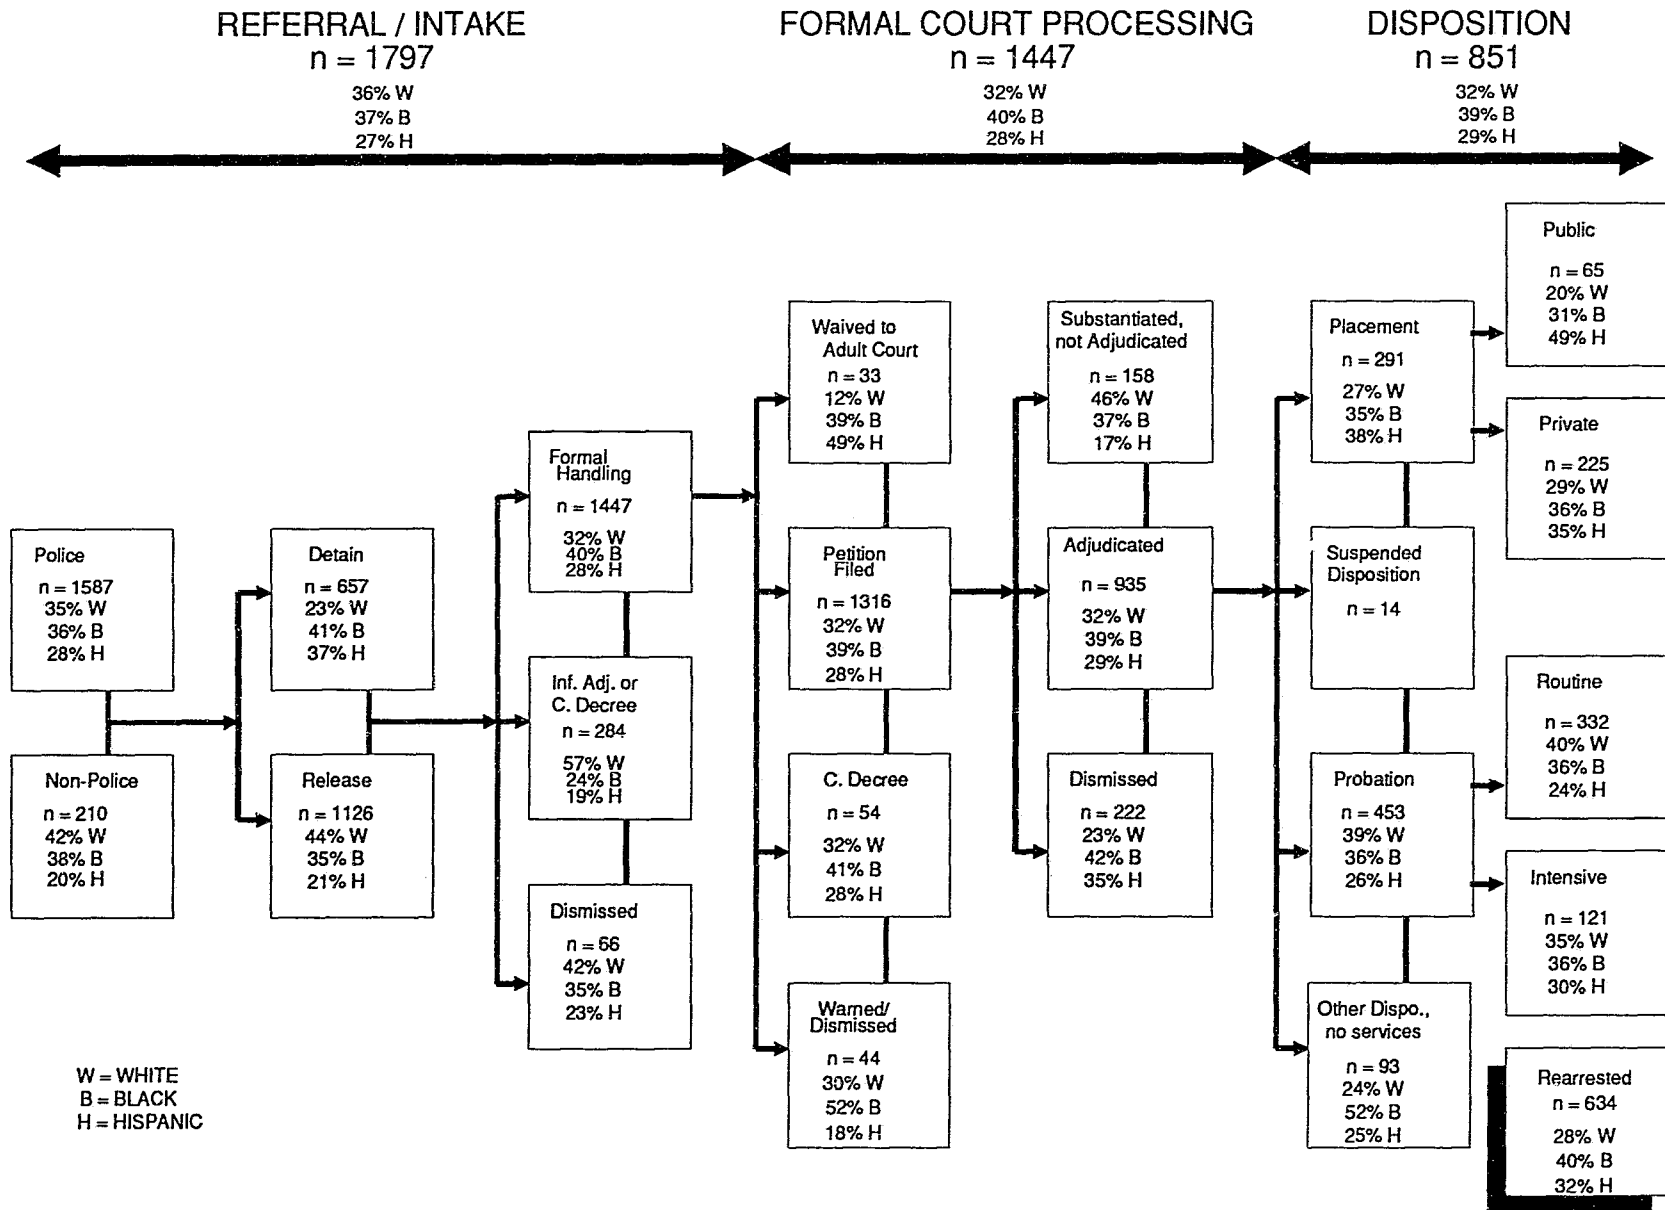 REFERRAL / INTAKE
n = 1797
36% W
37% B
27% H
FORMAL COURT PROCESSING
n = 1447
32% W
40% B
28% H
DISPOSITION
n = 851
32% W
39% B
29% H
Police
n = 1587
35% W
36% B
28% H
Non-Police
n = 210
42% W
38% B
20% H
Detain
n = 657
23% W
41% B
37% H
Release
n = 1126
44% W
35% B
21% H
Formal
Handling
n = 1447
32% W
40% B
28% H
Inf. Adj. or
C. Decree
n = 284
57% W
24% B
19% H
Dismissed
n = 66
42% W
35% B
23% H
Waived to
Adult Court
n = 33
12% W
39% B
49% H
Petition
Filed
n = 1316
32% W
39% B
28% H
C. Decree
n = 54
32% W
41% B
28% H
Warned/
Dismissed
n = 44
30% W
52% B
18% H
Substantiated,
not Adjudicated
n = 158
46% W
37% B
17% H
Adjudicated
n = 935
32% W
39% B
29% H
Dismissed
n = 222
23% W
42% B
35% H
Placement
n = 291
27% W
35% B
38% H
Suspended
Disposition
n = 14
Probation
n = 453
39% W
36% B
26% H
Other Dispo.,
no services
n = 93
24% W
52% B
25% H
Public
n = 65
20% W
31% B
49% H
Private
n = 225
29% W
36% B
35% H
Routine
n = 332
40% W
36% B
24% H
Intensive
n = 121
35% W
36% B
30% H
Rearrested
n = 634
28% W
40% B
32% H
W = WHITE
B = BLACK
H = HISPANIC